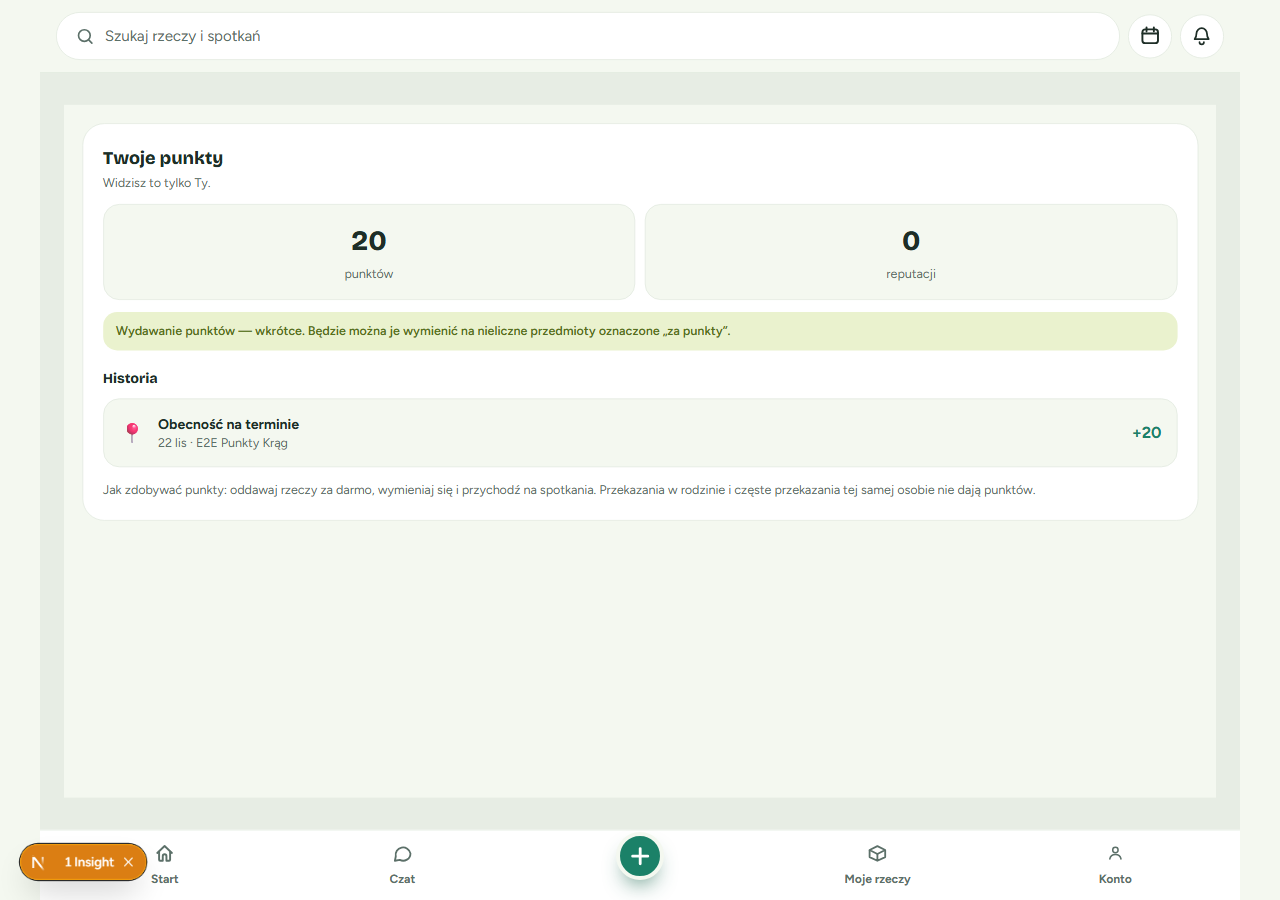 Szukaj rzeczy i spotkań
Twoje punkty
Widzisz to tylko Ty.
20
punktów
0
reputacji
Wydawanie punktów — wkrótce. Będzie można je wymienić na nieliczne przedmioty oznaczone „za punkty”.
Historia
Obecność na terminie
22 lis · E2E Punkty Krąg
+20
Jak zdobywać punkty: oddawaj rzeczy za darmo, wymieniaj się i przychodź na spotkania. Przekazania w rodzinie i częste przekazania tej samej osobie nie dają punktów.
N
1 Insight
Start
Czat
Moje rzeczy
Konto